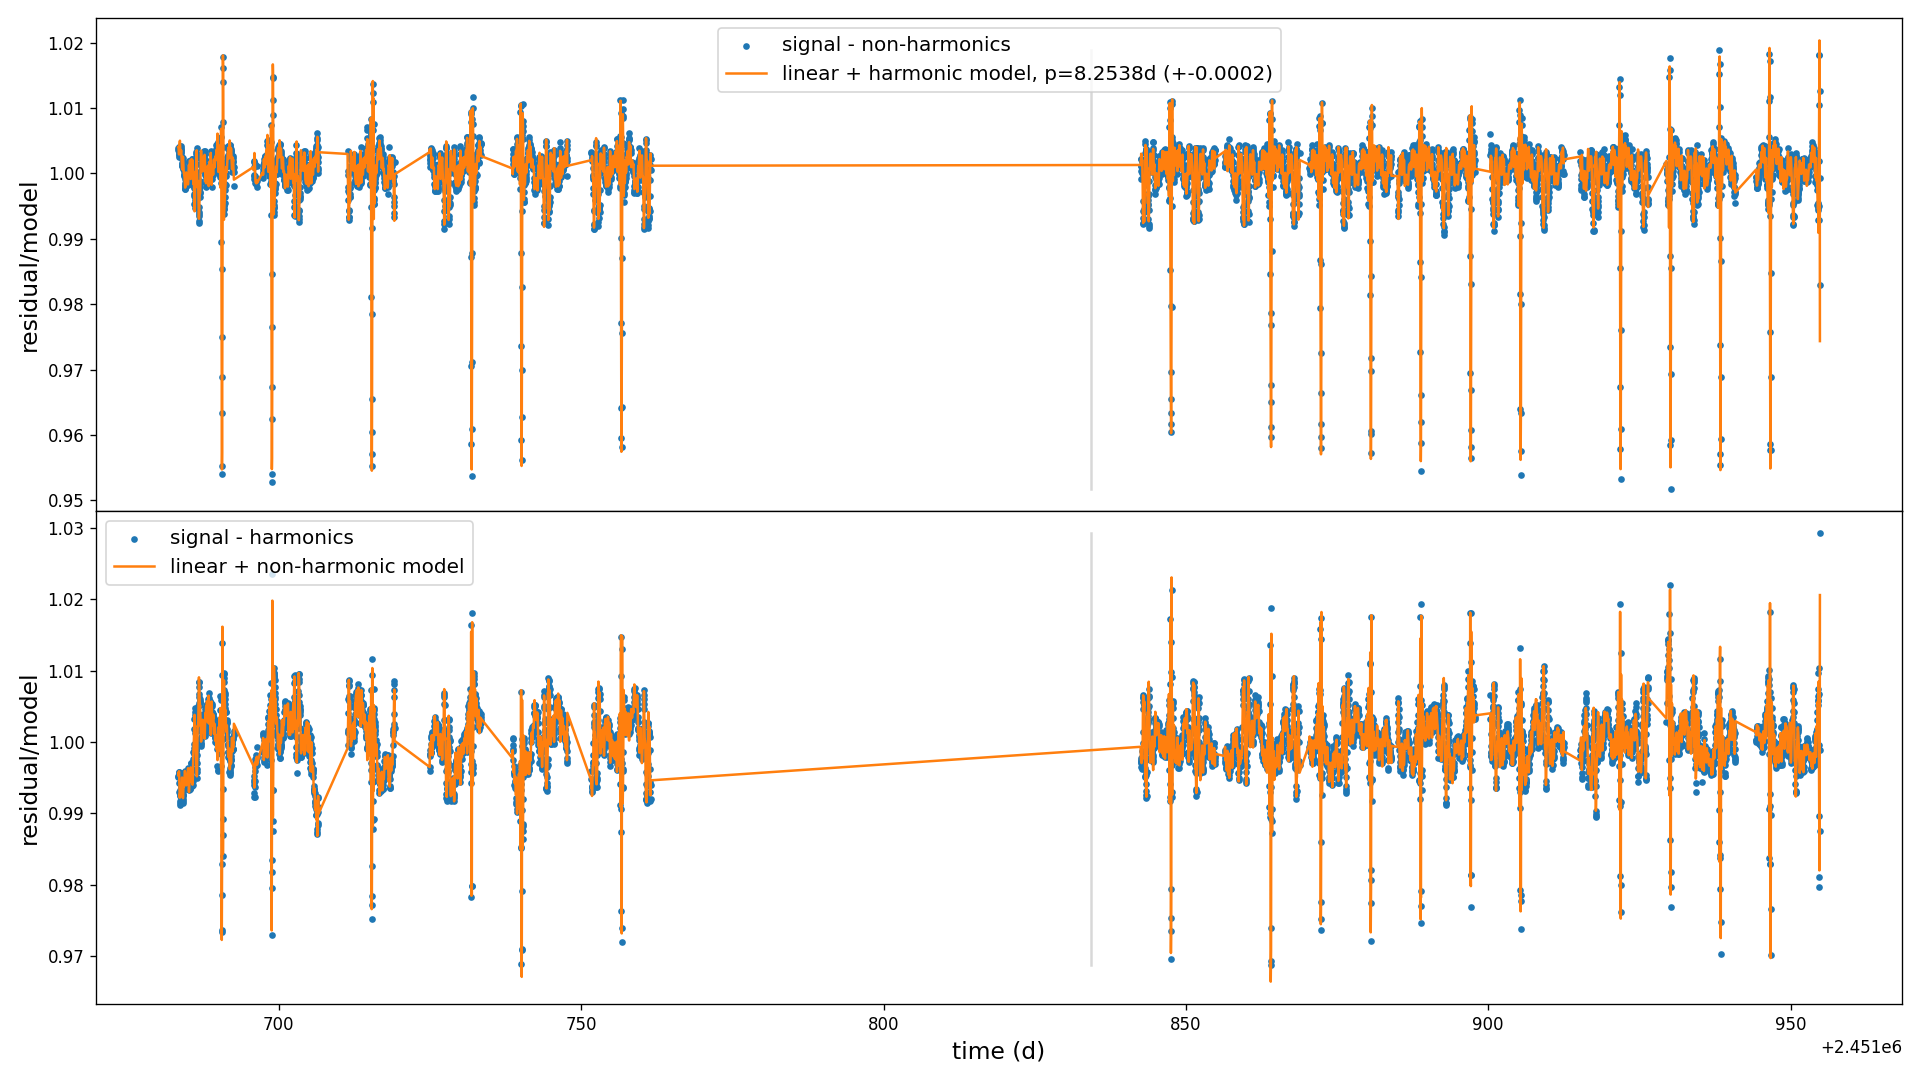 signal - non-harmonics
linear + harmonic model, p=8.2538d (+-0.0002)
1.02
1.01
1.00
0.99
0.98
0.97
0.96
0.95
residual/model
signal - harmonics
linear + non-harmonic model
1.03
1.02
1.01
1.00
0.99
0.98
0.97
residual/model
700
750
800
850
900
950
+2.451e6
time (d)